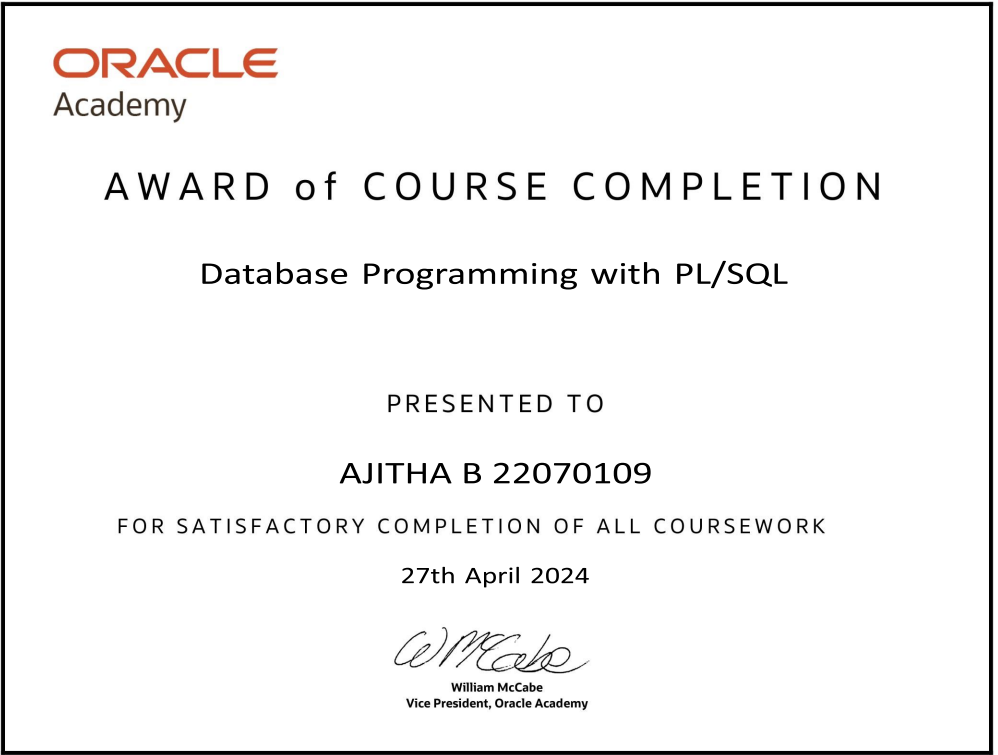 ORACLE
Academy
AWARD of COURSE COMPLETION
Database Programming with PL/SQL
PRESENTED TO
AJITHA B 22070109
FOR SATISFACTORY COMPLETION OF ALL COURSEWORK
27th April 2024
W McCabe
William McCabe
Vice President, Oracle Academy